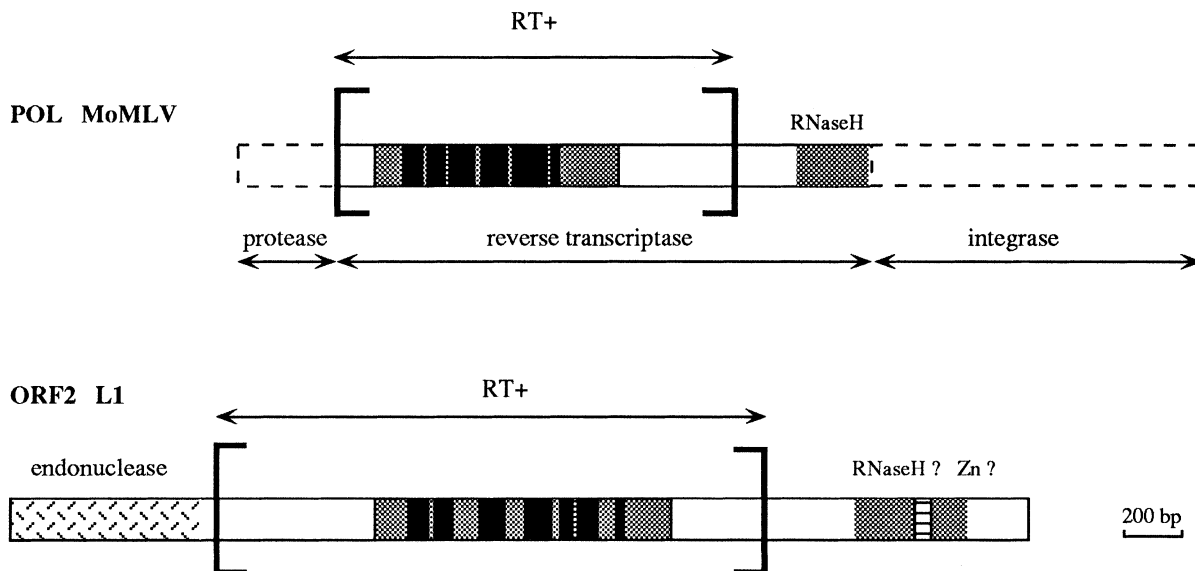 RT+
POL MoMLV
RNaseH
protease
reverse transcriptase
integrase
RT+
ORF2 L1
endonuclease
RNaseH ? Zn ?
200 bp